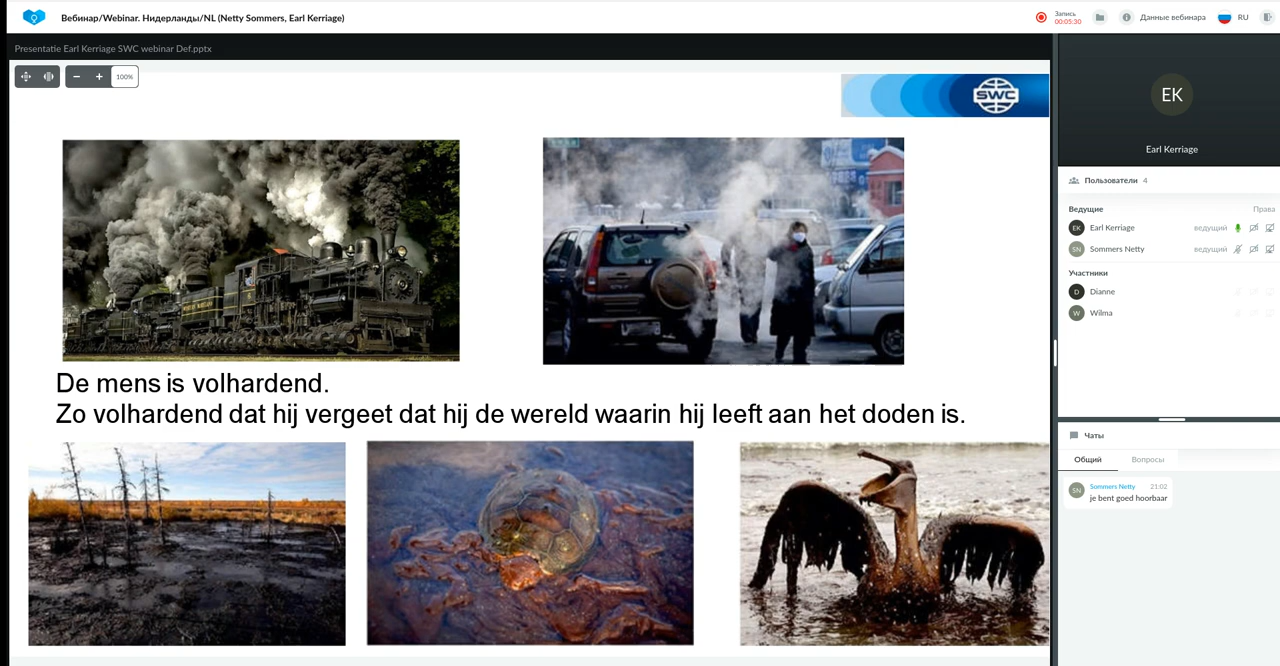 Вебинар/Webinar. Нидерланды/NL (Netty Sommers, Earl Kerriage)
Запись
00:05:30
Данные вебинара
RU
Presentatie Earl Kerriage SWC webinar Def.pptx
100%
SWC
EK
Earl Kerriage
De mens is volhardend.
Zo volhardend dat hij vergeet dat hij de wereld waarin hij leeft aan het doden is.
Пользователи 4
Ведущие Права
EK Earl Kerriage ведущий
SN Sommers Netty ведущий
Участники
D Dianne
W Wilma
Чаты
Общий Вопросы
SN Sommers Netty 21:02
je bent goed hoorbaar